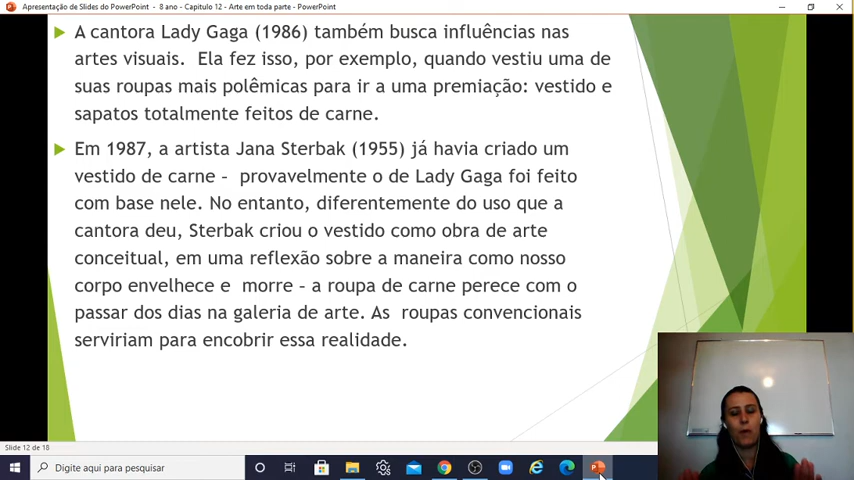 Apresentação de Slides do PowerPoint - 8 ano - Capitulo 12 - Arte em toda parte - PowerPoint
A cantora Lady Gaga (1986) também busca influências nas
artes visuais. Ela fez isso, por exemplo, quando vestiu uma de
suas roupas mais polêmicas para ir a uma premiação: vestido e
sapatos totalmente feitos de carne.
Em 1987, a artista Jana Sterbak (1955) já havia criado um
vestido de carne – provavelmente o de Lady Gaga foi feito
com base nele. No entanto, diferentemente do uso que a
cantora deu, Sterbak criou o vestido como obra de arte
conceitual, em uma reflexão sobre a maneira como nosso
corpo envelhece e morre – a roupa de carne perece com o
passar dos dias na galeria de arte. As roupas convencionais
serviriam para encobrir essa realidade.
Slide 12 de 18
Digite aqui para pesquisar